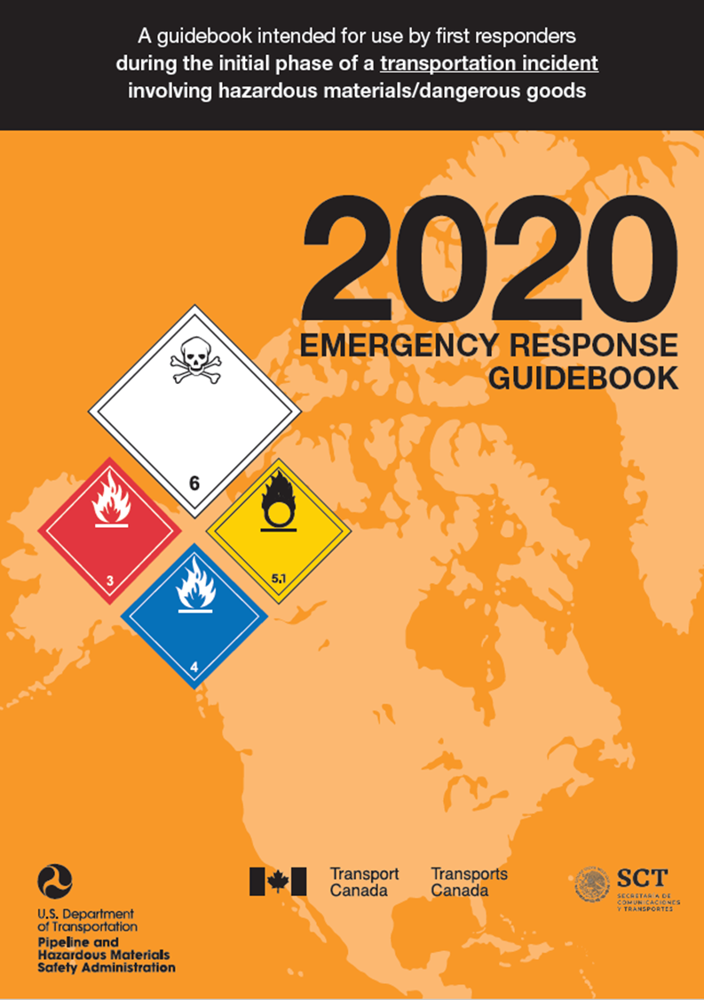 A guidebook intended for use by first responders
during the initial phase of a transportation incident
involving hazardous materials/dangerous goods
2020
EMERGENCY RESPONSE
GUIDEBOOK
6
3
5.1
4
U.S. Department
of Transportation
Pipeline and
Hazardous Materials
Safety Administration
Transport
Canada
Transports
Canada
SCT
SECRETARÍA DE
COMUNICACIONES
Y TRANSPORTES